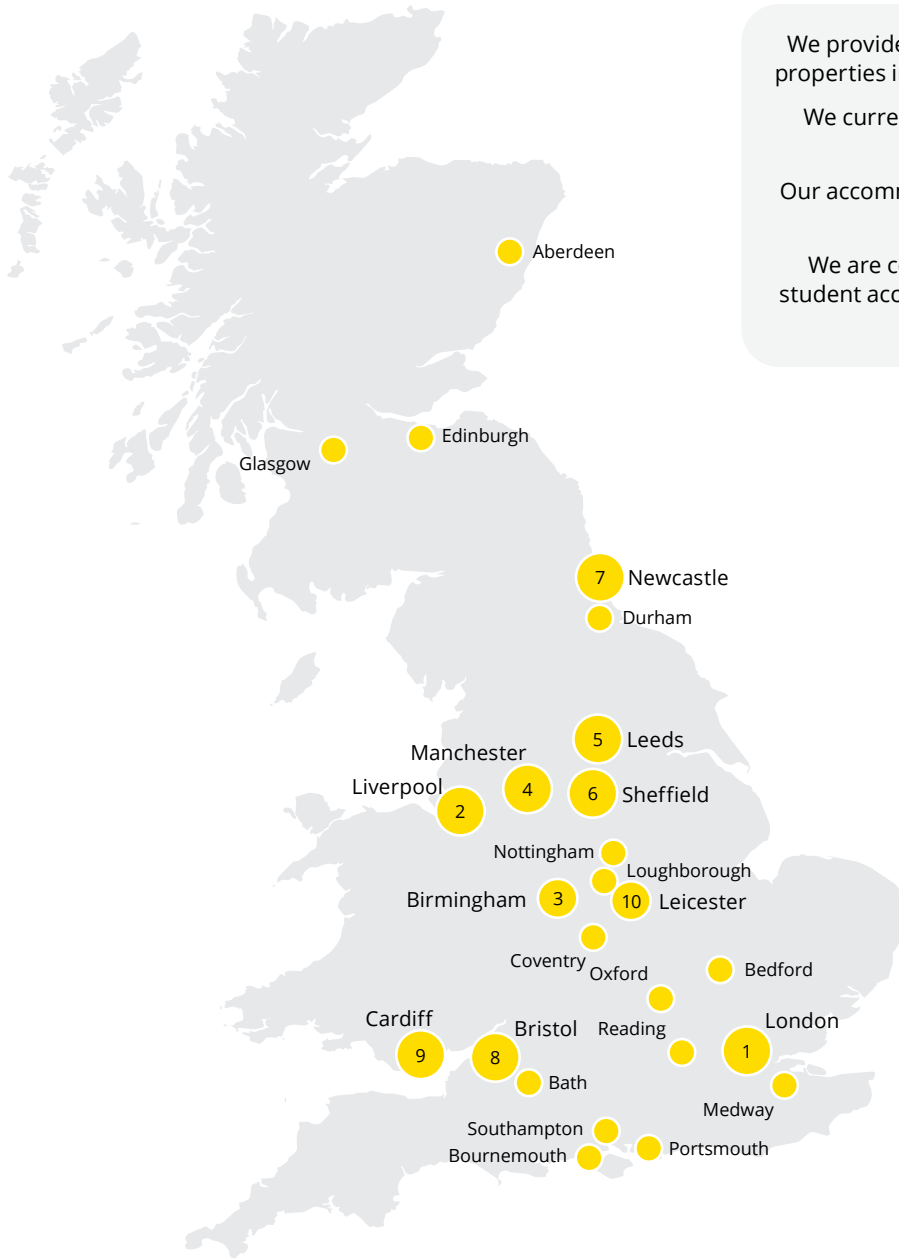 We provide
properties i
We curre
Our accomm
We are c
student acc
Aberdeen
Edinburgh
Glasgow
7 Newcastle
Durham
5 Leeds
Manchester
4
6 Sheffield
Liverpool
2
Nottingham
Loughborough
Birmingham 3
10 Leicester
Coventry
Oxford
Bedford
Cardiff
9
Bristol
8
Reading
London
1
Bath
Medway
Southampton
Bournemouth
Portsmouth